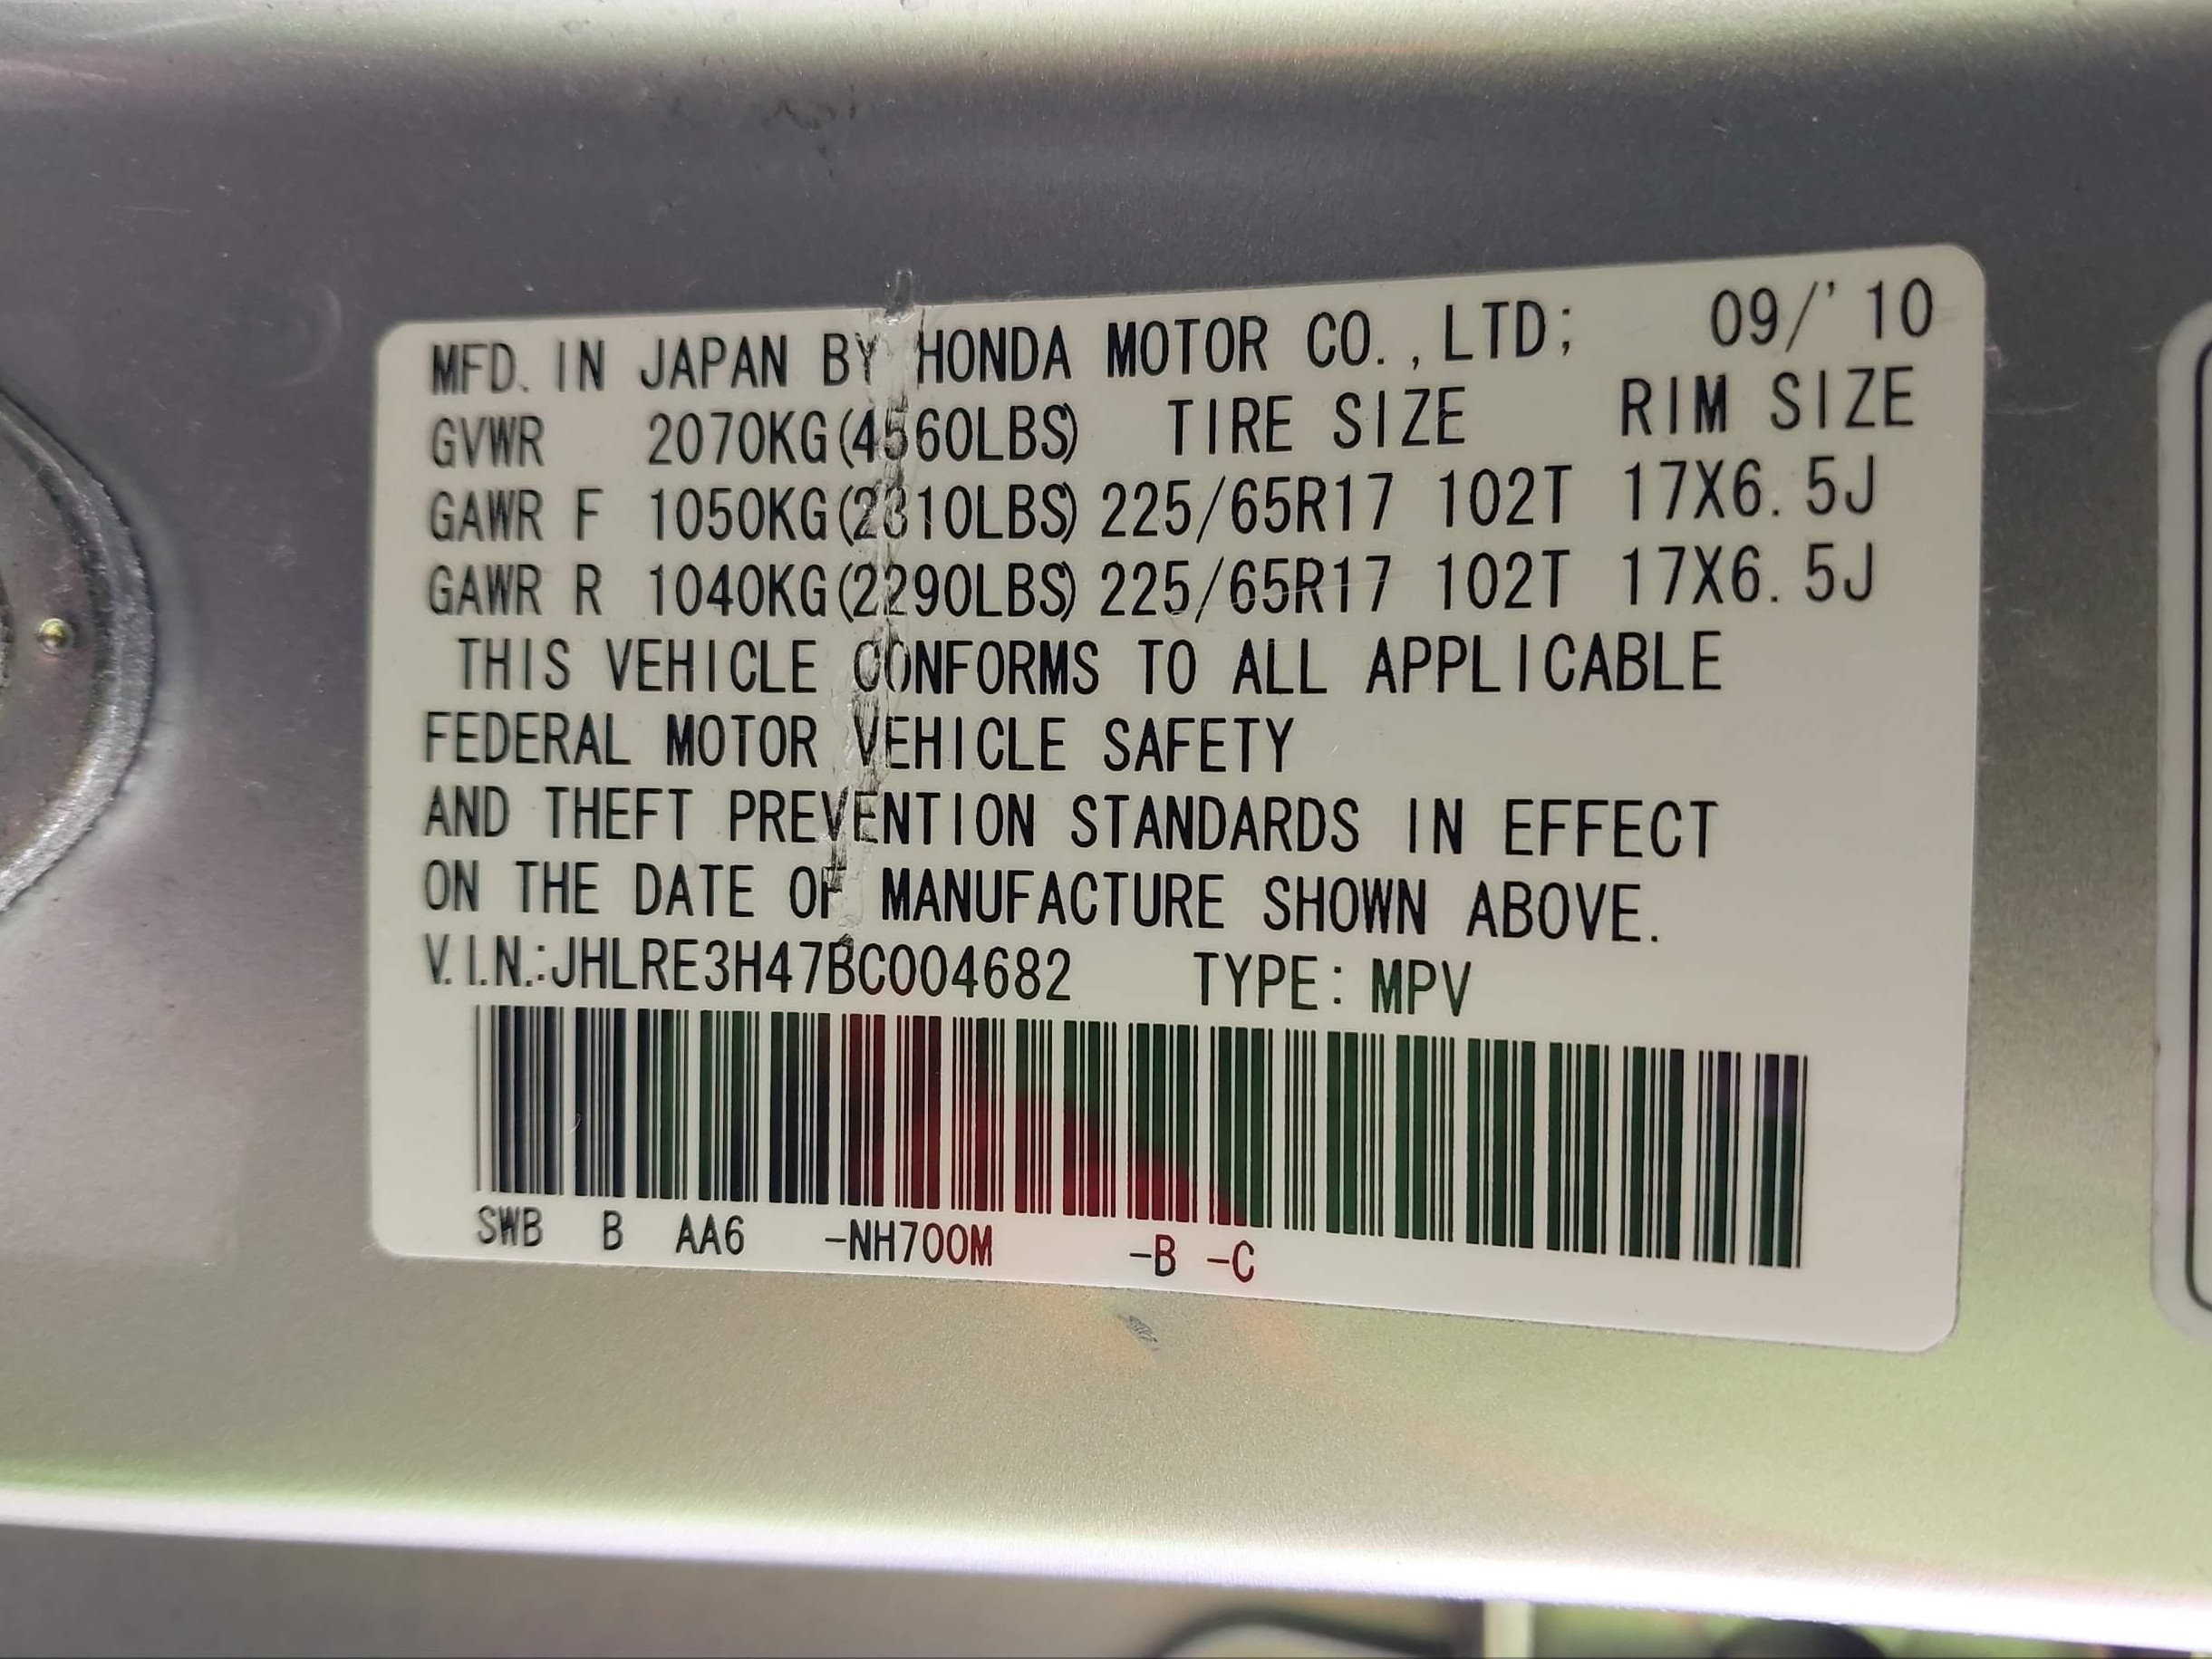 MFD. IN JAPAN BY HONDA MOTOR CO.,LTD; 09/'10
GVWR 2070KG(4560LBS) TIRE SIZE RIM SIZE
GAWR F 1050KG(2310LBS) 225/65R17 102T 17X6.5J
GAWR R 1040KG(2290LBS) 225/65R17 102T 17X6.5J
THIS VEHICLE CONFORMS TO ALL APPLICABLE
FEDERAL MOTOR VEHICLE SAFETY
AND THEFT PREVENTION STANDARDS IN EFFECT
ON THE DATE OF MANUFACTURE SHOWN ABOVE.
V.I.N.:JHLRE3H47BC004682 TYPE: MPV
SWB B AA6 -NH700M -B -C